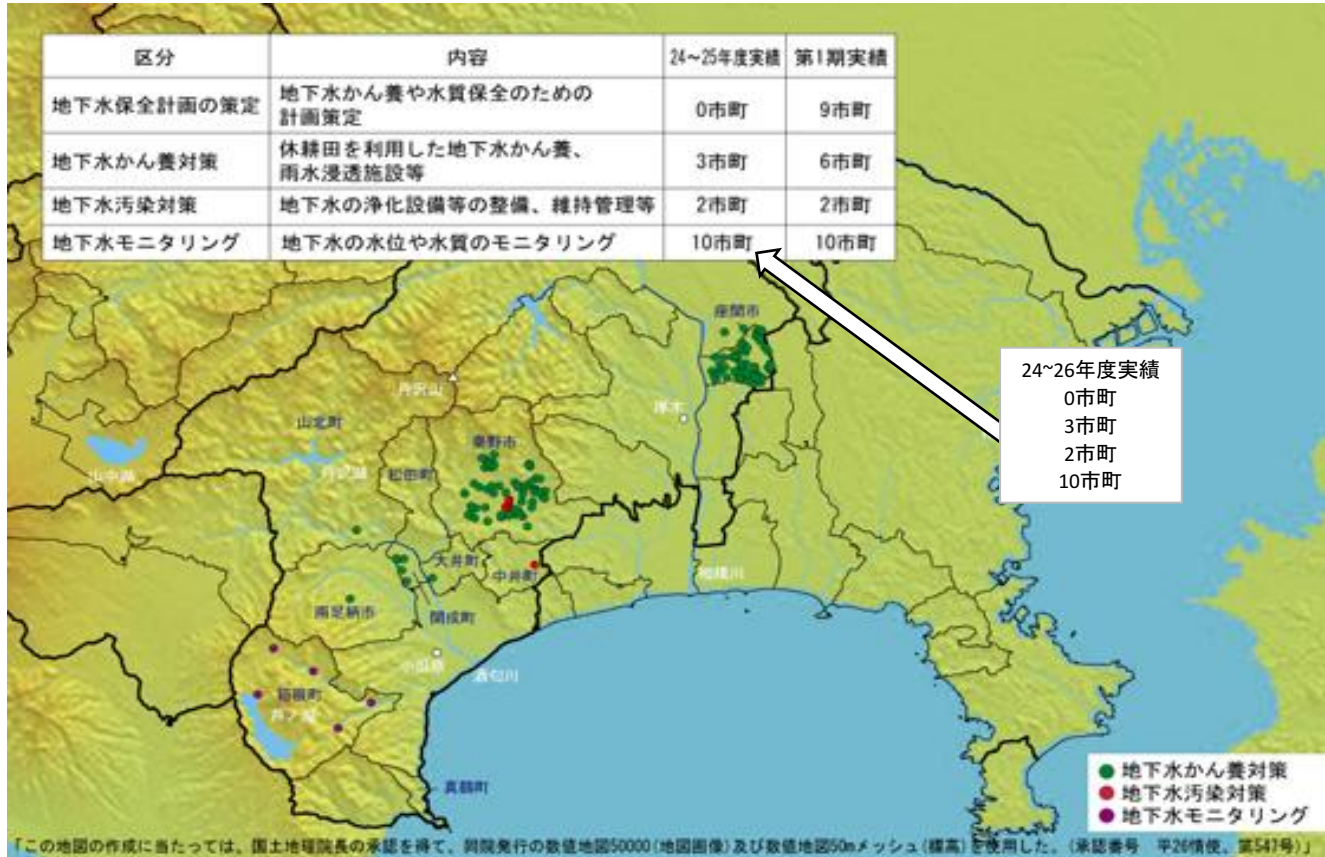 区分 内容 24~25年度実績 第1期実績
地下水保全計画の策定 地下水かん養や水質保全のための
計画策定 0市町 9市町
地下水かん養対策 休耕田を利用した地下水かん養、
雨水浸透施設等 3市町 6市町
地下水汚染対策 地下水の浄化設備等の整備、維持管理等 2市町 2市町
地下水モニタリング 地下水の水位や水質のモニタリング 10市町 10市町
座間市
24~26年度実績
0市町
3市町
2市町
10市町
丹沢山
厚木
山北町
秦野市
山中湖
丹沢湖
松田町
大井町
中井町
相模川
南足柄市
開成町
小田原
酒匂川
箱根町
芦ノ湖
真鶴町
地下水かん養対策
地下水汚染対策
地下水モニタリング
「この地図の作成に当たっては、国土地理院長の承認を得て、同院発行の数値地図50000(地図画像)及び数値地図50mメッシュ(標高)を使用した。(承認番号 平26情使、第547号)」